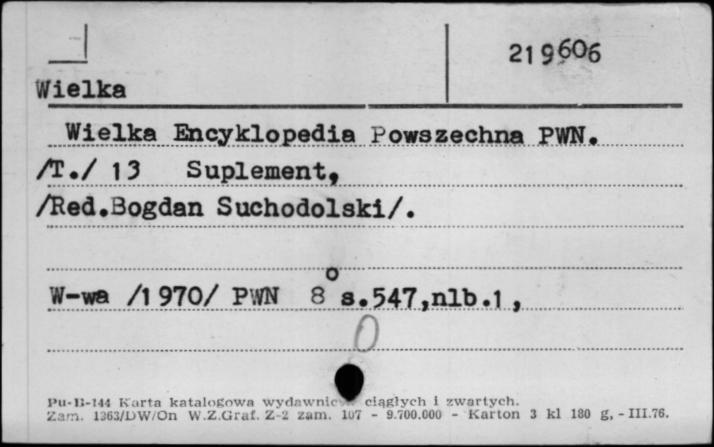 219606
Wielka
Wielka Encyklopedia Powszechna PWN.
/T./ 13 Suplement,
/Red.Bogdan Suchodolski/.
W-wa /1970/ PWN 8° s.547,nlb.1,
0
Pu-B-144 Karta katalogowa ciągłych i zwartych.
Zam. 1363/DW/On W.Z.Graf. Z-2 zam. 107 - 9.700.000 - Karton 3 kl 180 g, - III.76.